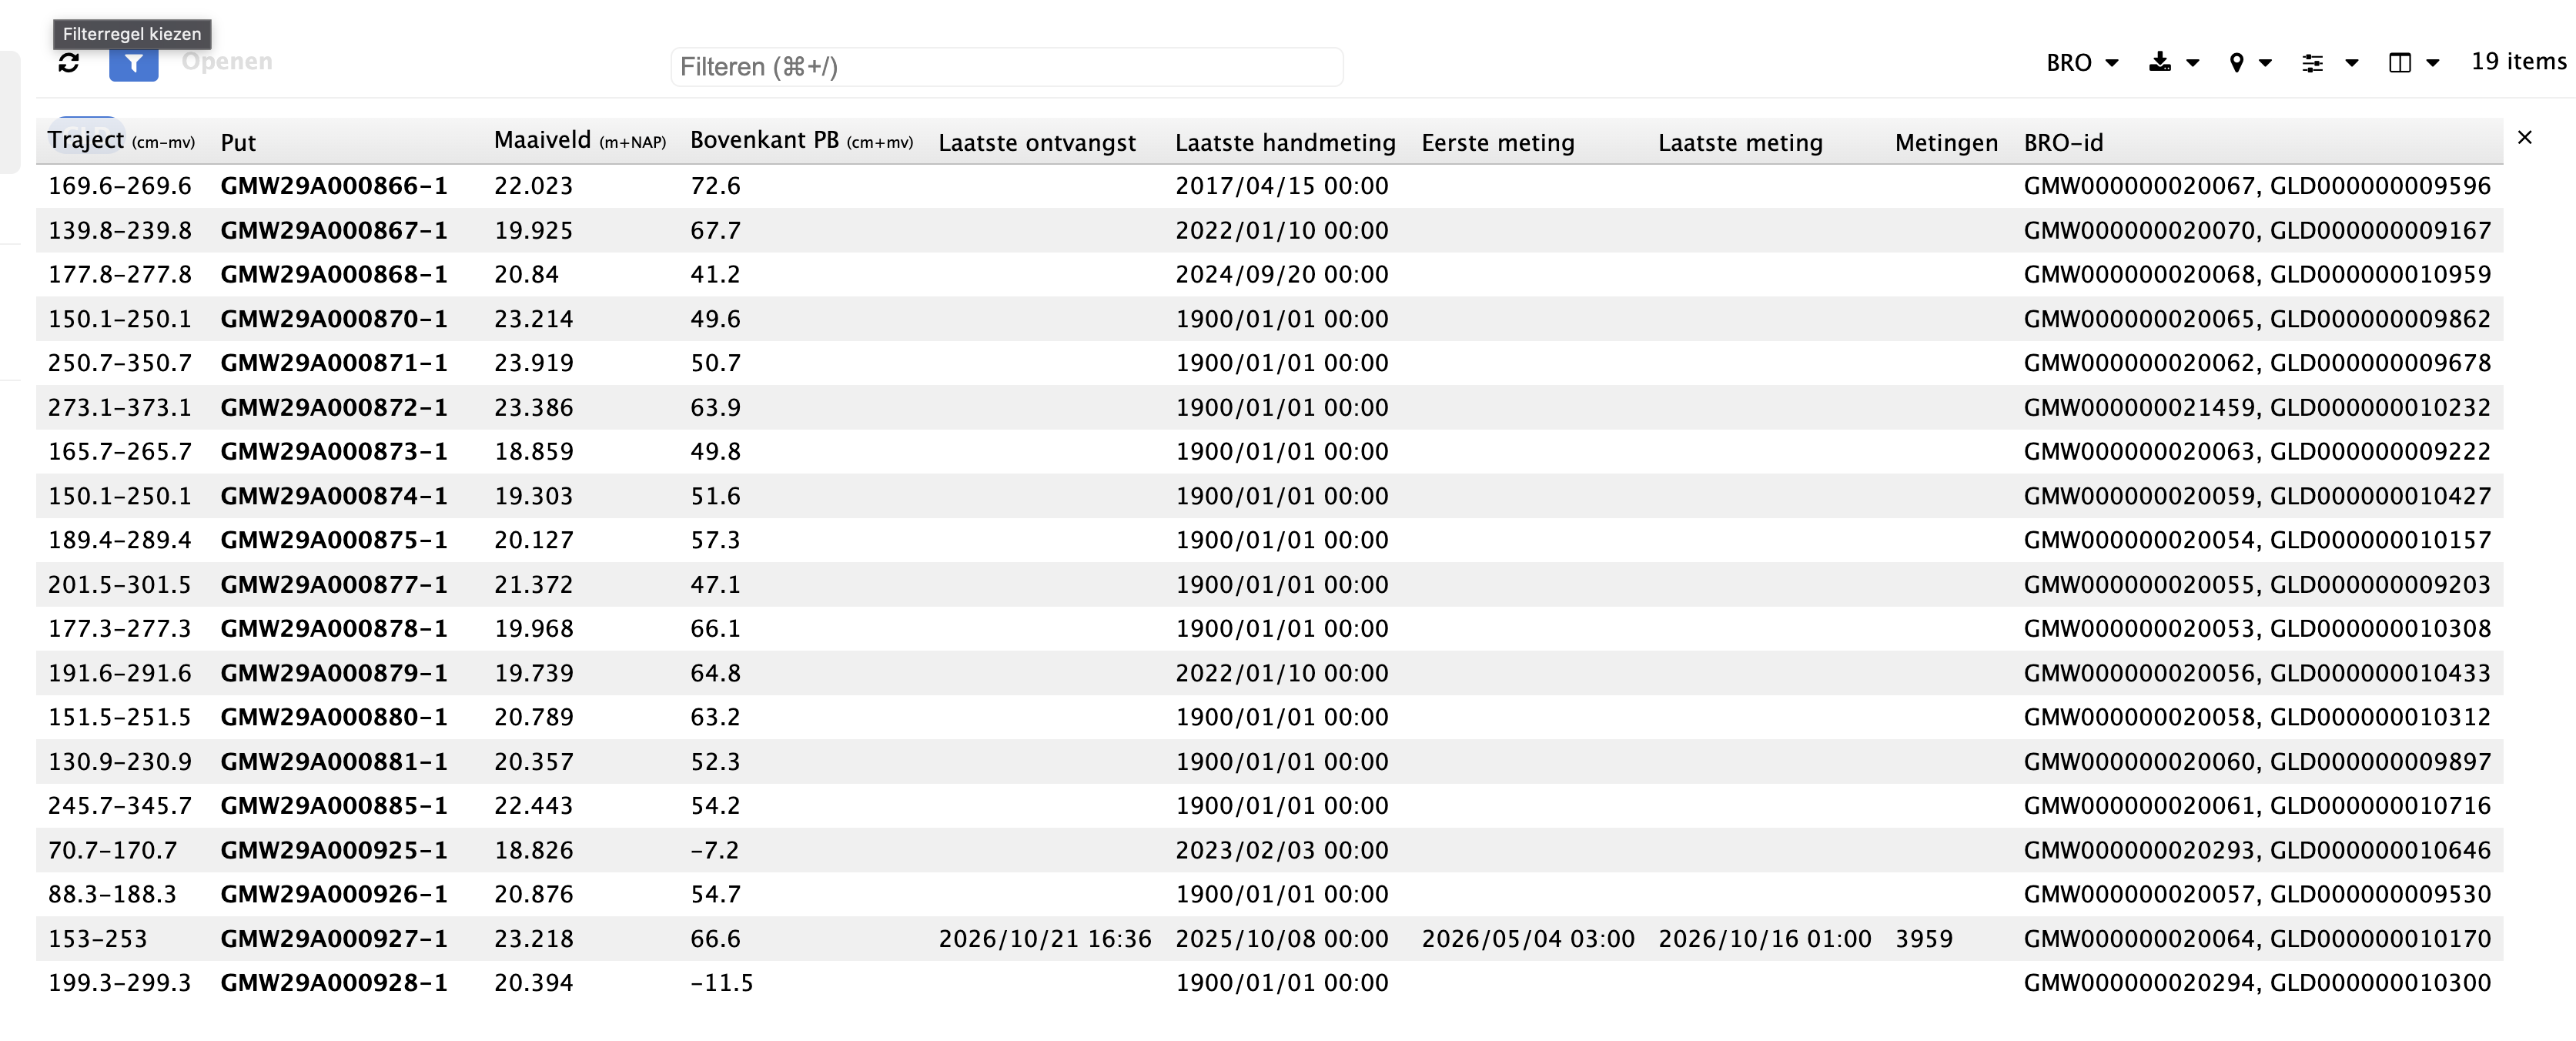 Filterregel kiezen
Openen Filteren (⌘+/) BRO 19 items
Traject (cm-mv) Put Maaiveld (m+NAP) Bovenkant PB (cm+mv) Laatste ontvangst Laatste handmeting Eerste meting Laatste meting Metingen BRO-id ×
169.6-269.6 GMW29A000866-1 22.023 72.6 2017/04/15 00:00 GMW000000020067, GLD000000009596
139.8-239.8 GMW29A000867-1 19.925 67.7 2022/01/10 00:00 GMW000000020070, GLD000000009167
177.8-277.8 GMW29A000868-1 20.84 41.2 2024/09/20 00:00 GMW000000020068, GLD000000010959
150.1-250.1 GMW29A000870-1 23.214 49.6 1900/01/01 00:00 GMW000000020065, GLD000000009862
250.7-350.7 GMW29A000871-1 23.919 50.7 1900/01/01 00:00 GMW000000020062, GLD000000009678
273.1-373.1 GMW29A000872-1 23.386 63.9 1900/01/01 00:00 GMW000000021459, GLD000000010232
165.7-265.7 GMW29A000873-1 18.859 49.8 1900/01/01 00:00 GMW000000020063, GLD000000009222
150.1-250.1 GMW29A000874-1 19.303 51.6 1900/01/01 00:00 GMW000000020059, GLD000000010427
189.4-289.4 GMW29A000875-1 20.127 57.3 1900/01/01 00:00 GMW000000020054, GLD000000010157
201.5-301.5 GMW29A000877-1 21.372 47.1 1900/01/01 00:00 GMW000000020055, GLD000000009203
177.3-277.3 GMW29A000878-1 19.968 66.1 1900/01/01 00:00 GMW000000020053, GLD000000010308
191.6-291.6 GMW29A000879-1 19.739 64.8 2022/01/10 00:00 GMW000000020056, GLD000000010433
151.5-251.5 GMW29A000880-1 20.789 63.2 1900/01/01 00:00 GMW000000020058, GLD000000010312
130.9-230.9 GMW29A000881-1 20.357 52.3 1900/01/01 00:00 GMW000000020060, GLD000000009897
245.7-345.7 GMW29A000885-1 22.443 54.2 1900/01/01 00:00 GMW000000020061, GLD000000010716
70.7-170.7 GMW29A000925-1 18.826 -7.2 2023/02/03 00:00 GMW000000020293, GLD000000010646
88.3-188.3 GMW29A000926-1 20.876 54.7 1900/01/01 00:00 GMW000000020057, GLD000000009530
153-253 GMW29A000927-1 23.218 66.6 2026/10/21 16:36 2025/10/08 00:00 2026/05/04 03:00 2026/10/16 01:00 3959 GMW000000020064, GLD000000010170
199.3-299.3 GMW29A000928-1 20.394 -11.5 1900/01/01 00:00 GMW000000020294, GLD000000010300